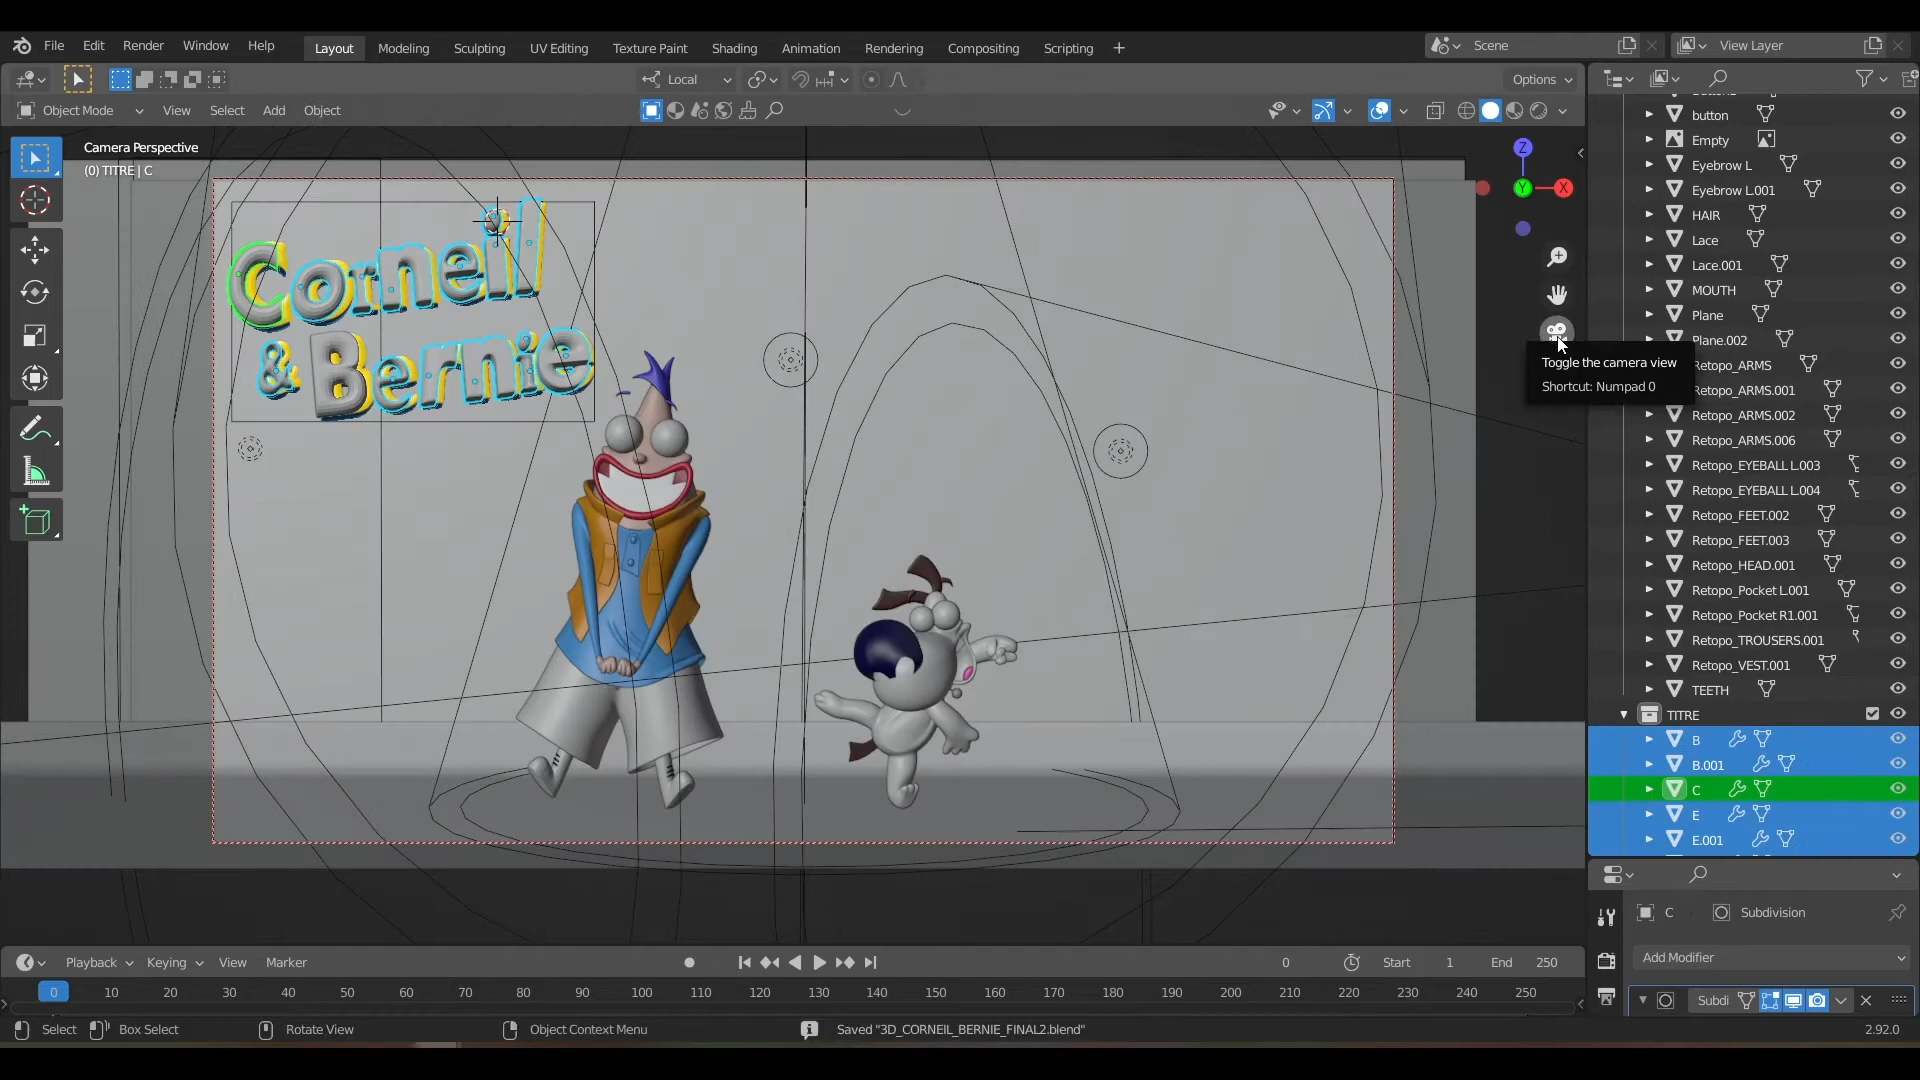 File Edit Render Window Help Layout Modeling Sculpting UV Editing Texture Paint Shading Animation Rendering Compositing Scripting + Scene View Layer
Local Options
Object Mode View Select Add Object
Camera Perspective
(0) TITRE | C
Z
Y
X
Corneil
& Bernie
Toggle the camera view
Shortcut: Numpad 0
button
Empty
Eyebrow L
Eyebrow L.001
HAIR
Lace
Lace.001
MOUTH
Plane
Plane.002
Retopo_ARMS
Retopo_ARMS.001
Retopo_ARMS.002
Retopo_ARMS.006
Retopo_EYEBALL L.003
Retopo_EYEBALL L.004
Retopo_FEET.002
Retopo_FEET.003
Retopo_HEAD.001
Retopo_Pocket L.001
Retopo_Pocket R1.001
Retopo_TROUSERS.001
Retopo_VEST.001
TEETH
TITRE
B
B.001
C
E
E.001
C Subdivision
Add Modifier
Subdi
Playback Keying View Marker 0 Start 1 End 250
0 10 20 30 40 50 60 70 80 90 100 110 120 130 140 150 160 170 180 190 200 210 220 230 240 250
Select Box Select Rotate View Object Context Menu Saved "3D_CORNEIL_BERNIE_FINAL2.blend" 2.92.0